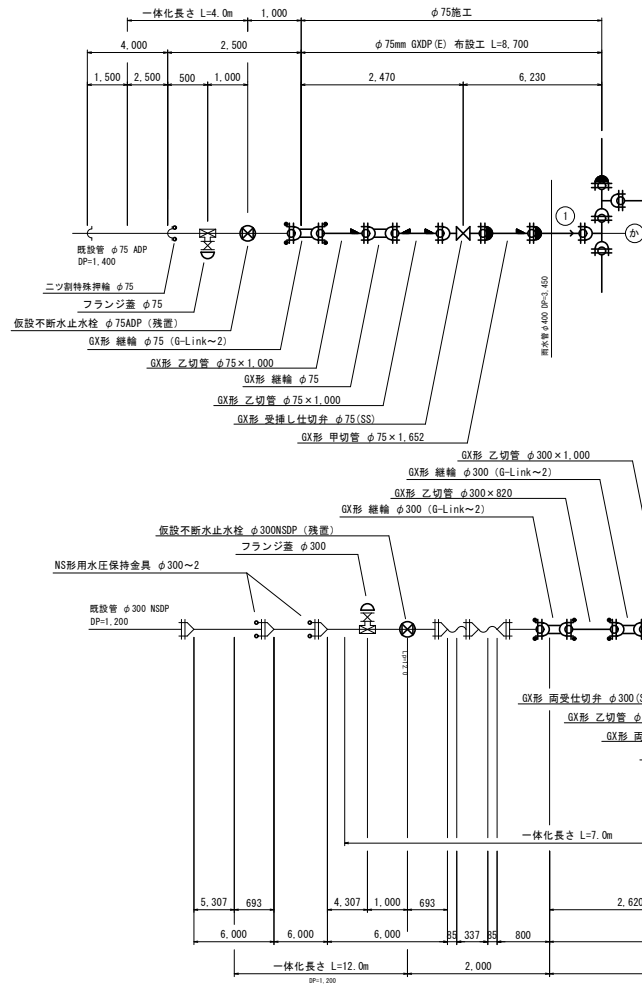 一体化長さ L=4.0m
1,000
φ75施工
4,000
2,500
φ75mm GXDP(E) 布設工 L=8,700
1,500
2,500
500
1,000
2,470
6,230
既設管 φ75 ADP
DP=1,400
1
か
雨水管φ400 DP=3,450
二ツ割特殊押輪 φ75
フランジ蓋 φ75
仮設不断水止水栓 φ75ADP (残置)
GX形 継輪 φ75 (G-Link~2)
GX形 乙切管 φ75×1,000
GX形 継輪 φ75
GX形 乙切管 φ75×1,000
GX形 受挿し仕切弁 φ75(SS)
GX形 甲切管 φ75×1,652
GX形 乙切管 φ300×1,000
GX形 継輪 φ300 (G-Link~2)
GX形 乙切管 φ300×820
GX形 継輪 φ300 (G-Link~2)
仮設不断水止水栓 φ300NSDP (残置)
フランジ蓋 φ300
NS形用水圧保持金具 φ300~2
既設管 φ300 NSDP
DP=1,200
GX形 両受仕切弁 φ300(S
GX形 乙切管 φ
GX形 両
一体化長さ L=7.0m
5,307
693
4,307
1,000
693
2,620
6,000
6,000
6,000
85
337
85
800
一体化長さ L=12.0m
2,000
DP=1,200